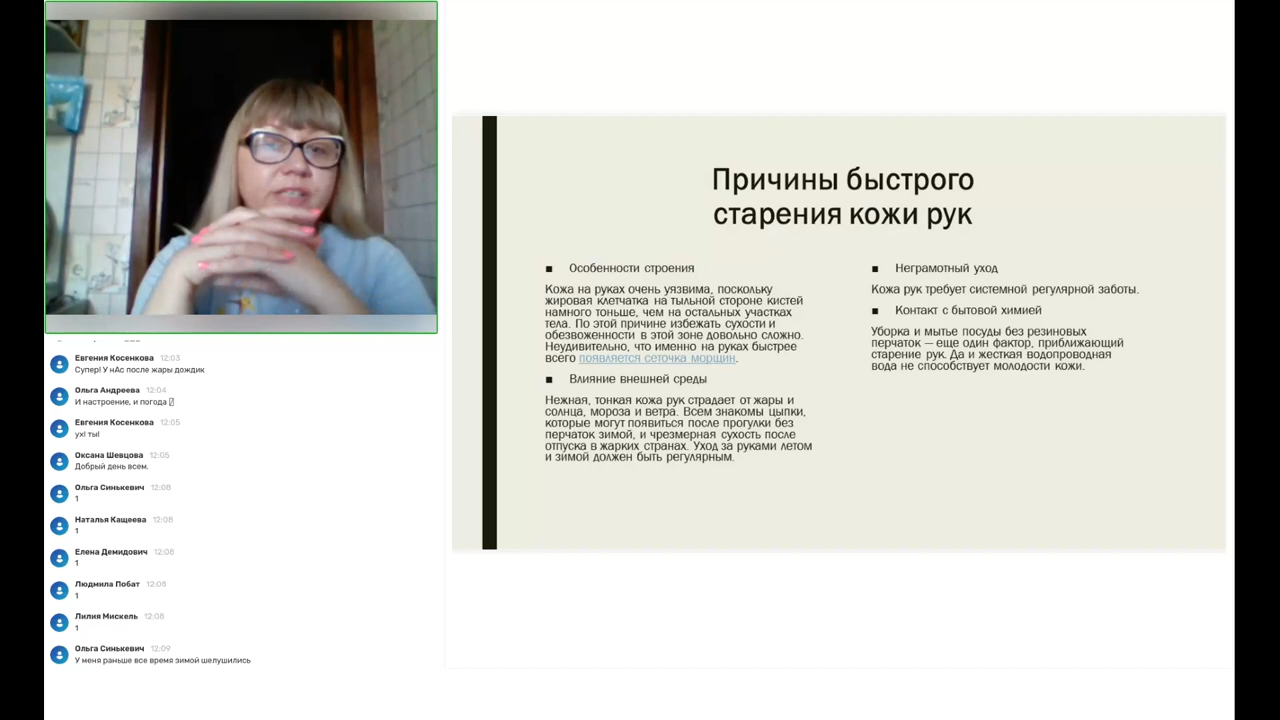 Евгения Косенкова 12:03
Супер! У нАс после жары дождик
Ольга Андреева 12:04
И настроение, и погода
Евгения Косенкова 12:05
ух! ты!
Оксана Шевцова 12:05
Добрый день всем.
Ольга Синькевич 12:08
1
Наталья Кащеева 12:08
1
Елена Демидович 12:08
1
Людмила Побат 12:08
1
Лилия Мискель 12:08
1
Ольга Синькевич 12:09
У меня раньше все время зимой шелушились
Причины быстрого
старения кожи рук
■ Особенности строения
Кожа на руках очень уязвима, поскольку
жировая клетчатка на тыльной стороне кистей
намного тоньше, чем на остальных участках
тела. По этой причине избежать сухости и
обезвоженности в этой зоне довольно сложно.
Неудивительно, что именно на руках быстрее
всего появляется сеточка морщин.
■ Влияние внешней среды
Нежная, тонкая кожа рук страдает от жары и
солнца, мороза и ветра. Всем знакомы цыпки,
которые могут появиться после прогулки без
перчаток зимой, и чрезмерная сухость после
отпуска в жарких странах. Уход за руками летом
и зимой должен быть регулярным.
■ Неграмотный уход
Кожа рук требует системной регулярной заботы.
■ Контакт с бытовой химией
Уборка и мытье посуды без резиновых
перчаток — еще один фактор, приближающий
старение рук. Да и жесткая водопроводная
вода не способствует молодости кожи.